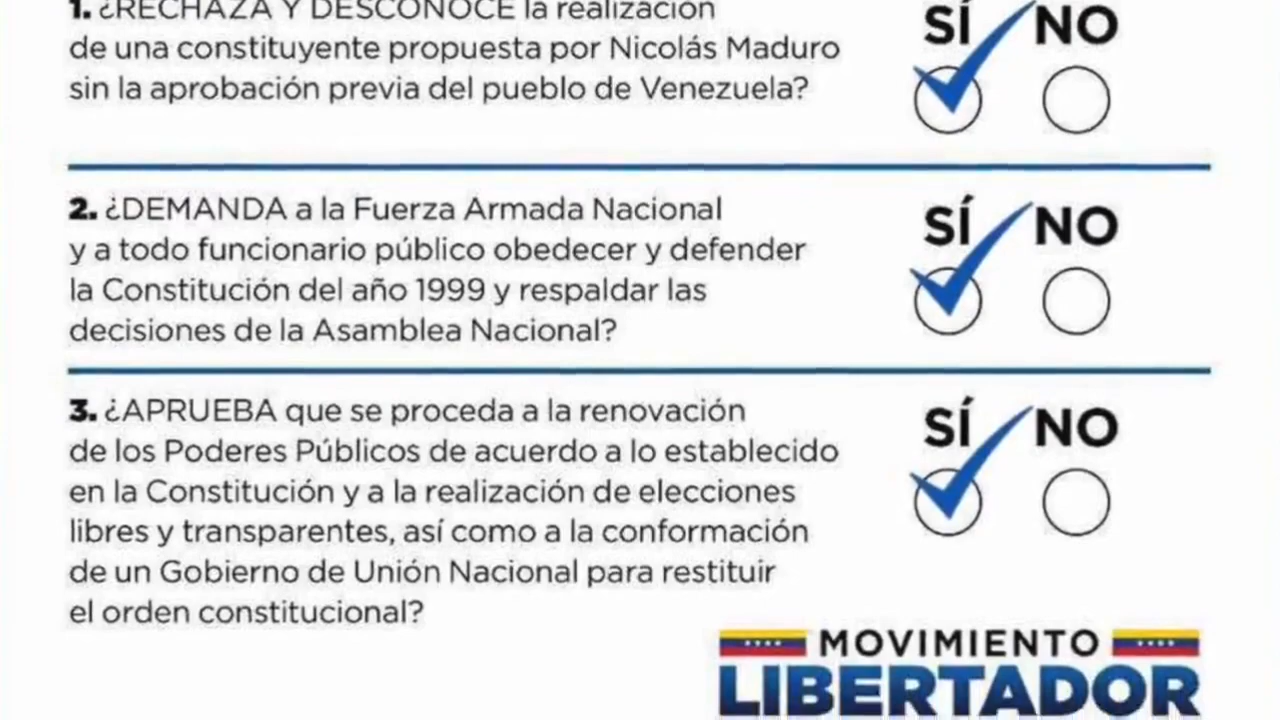 1. ¿RECHAZA Y DESCONOCE la realización
de una constituyente propuesta por Nicolás Maduro
sin la aprobación previa del pueblo de Venezuela?
SÍ NO
2. ¿DEMANDA a la Fuerza Armada Nacional
y a todo funcionario público obedecer y defender
la Constitución del año 1999 y respaldar las
decisiones de la Asamblea Nacional?
SÍ NO
3. ¿APRUEBA que se proceda a la renovación
de los Poderes Públicos de acuerdo a lo establecido
en la Constitución y a la realización de elecciones
libres y transparentes, así como a la conformación
de un Gobierno de Unión Nacional para restituir
el orden constitucional?
SÍ NO
MOVIMIENTO
LIBERTADOR